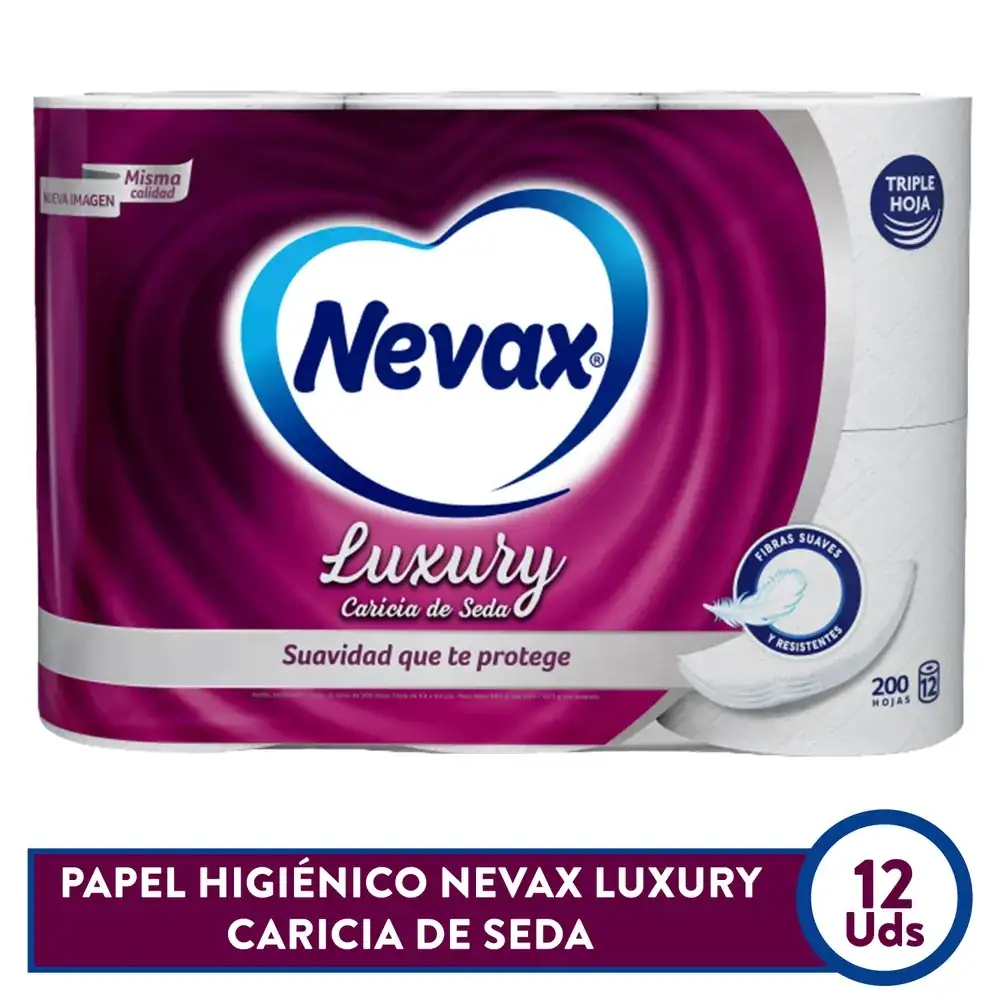 NUEVA IMAGEN
Misma
calidad
TRIPLE
HOJA
Nevax®
Luxury
Caricia de Seda
Suavidad que te protege
FIBRAS SUAVES
Y RESISTENTES
200
HOJAS
12
PAPEL HIGIÉNICO NEVAX LUXURY
CARICIA DE SEDA
12
Uds